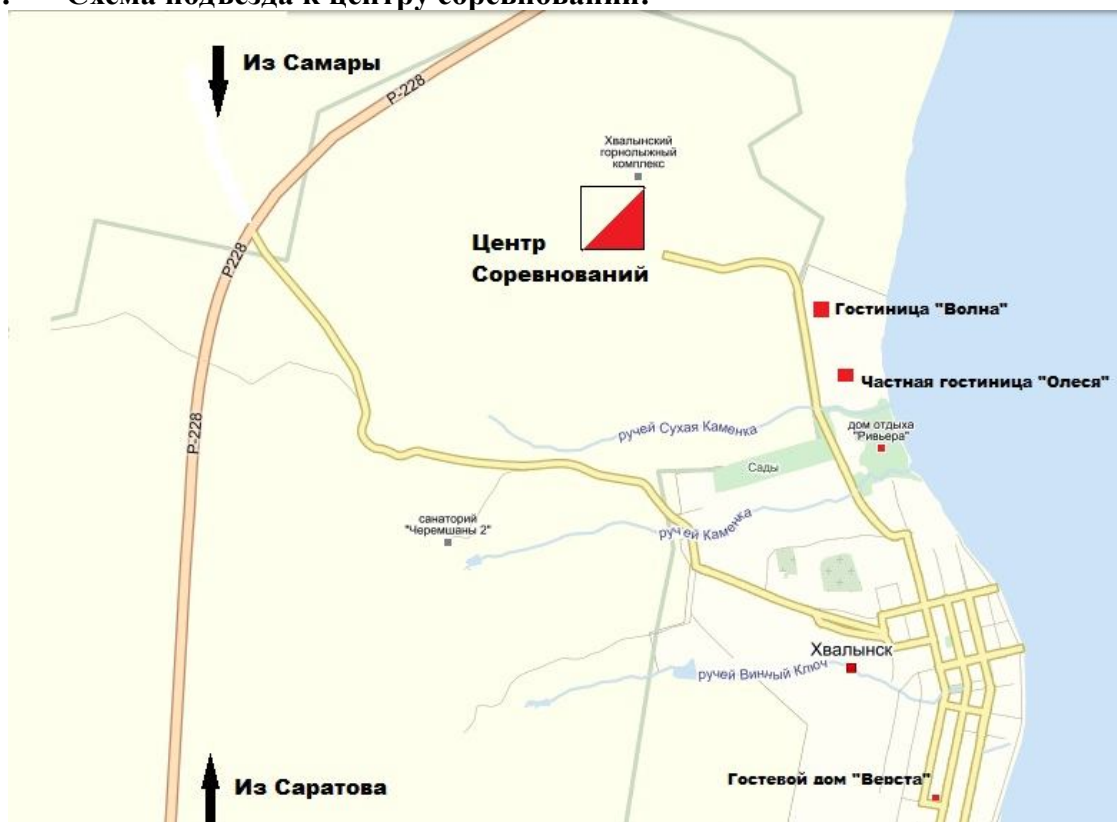 Схема подъезда к центру соревнований:
Из Самары
Р-228
Хвалынский
горнолыжный
комплекс
Центр
Соревнований
Р228
Гостиница "Волна"
Частная гостиница "Олеся"
Р-228
ручей Сухая Каменка
дом отдыха
"Ривьера"
Сады
санаторий
"Черемшаны 2"
ручей Каменка
Хвалынск
ручей Винный Ключ
Из Саратова
Гостевой дом "Верста"